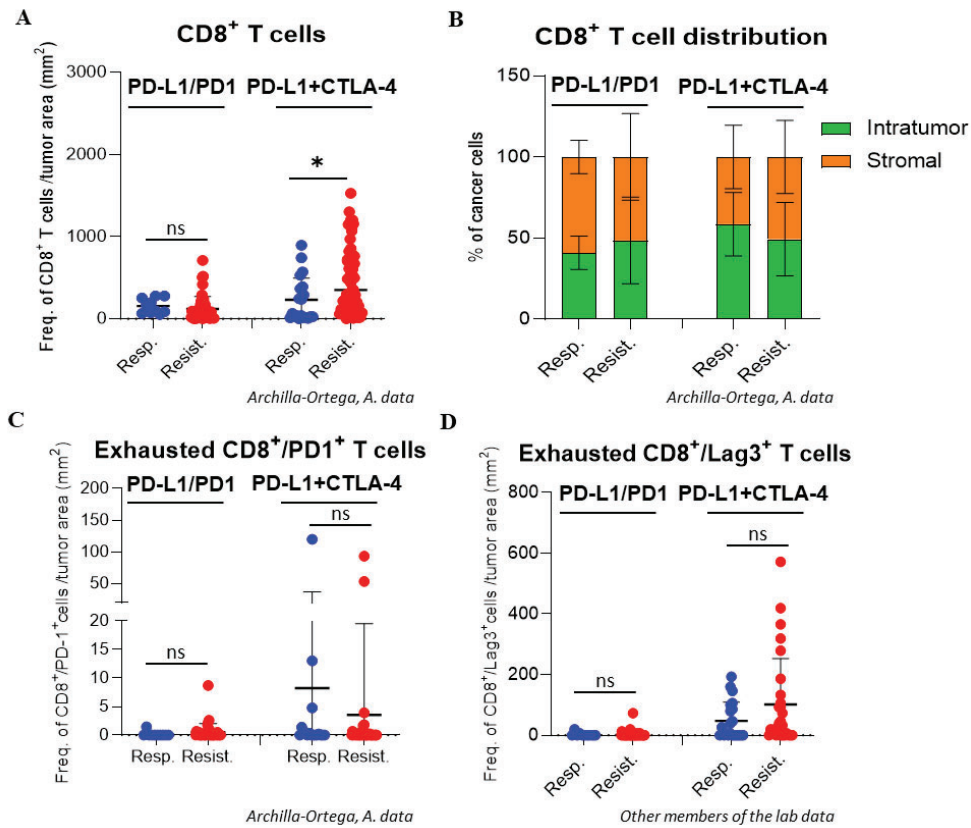 A
CD8+ T cells
Freq. of CD8+ T cells /tumor area (mm2)
3000
2000
1000
0
PD-L1/PD1
PD-L1+CTLA-4
ns
*
Resp.
Resist.
Resp.
Resist.
Archilla-Ortega, A. data
B
CD8+ T cell distribution
% of cancer cells
150
100
50
0
PD-L1/PD1
PD-L1+CTLA-4
Intratumor
Stromal
Resp.
Resist.
Resp.
Resist.
Archilla-Ortega, A. data
C
Exhausted CD8+/PD1+ T cells
Freq. of CD8+/PD-1+cells /tumor area (mm2)
200
150
100
50
20
15
10
5
0
PD-L1/PD1
PD-L1+CTLA-4
ns
ns
Resp. Resist.
Resp. Resist.
Archilla-Ortega, A. data
D
Exhausted CD8+/Lag3+ T cells
Freq. of CD8+/Lag3+cells /tumor area (mm2)
800
600
400
200
0
PD-L1/PD1
PD-L1+CTLA-4
ns
ns
Resp.
Resist.
Resp.
Resist.
Other members of the lab data